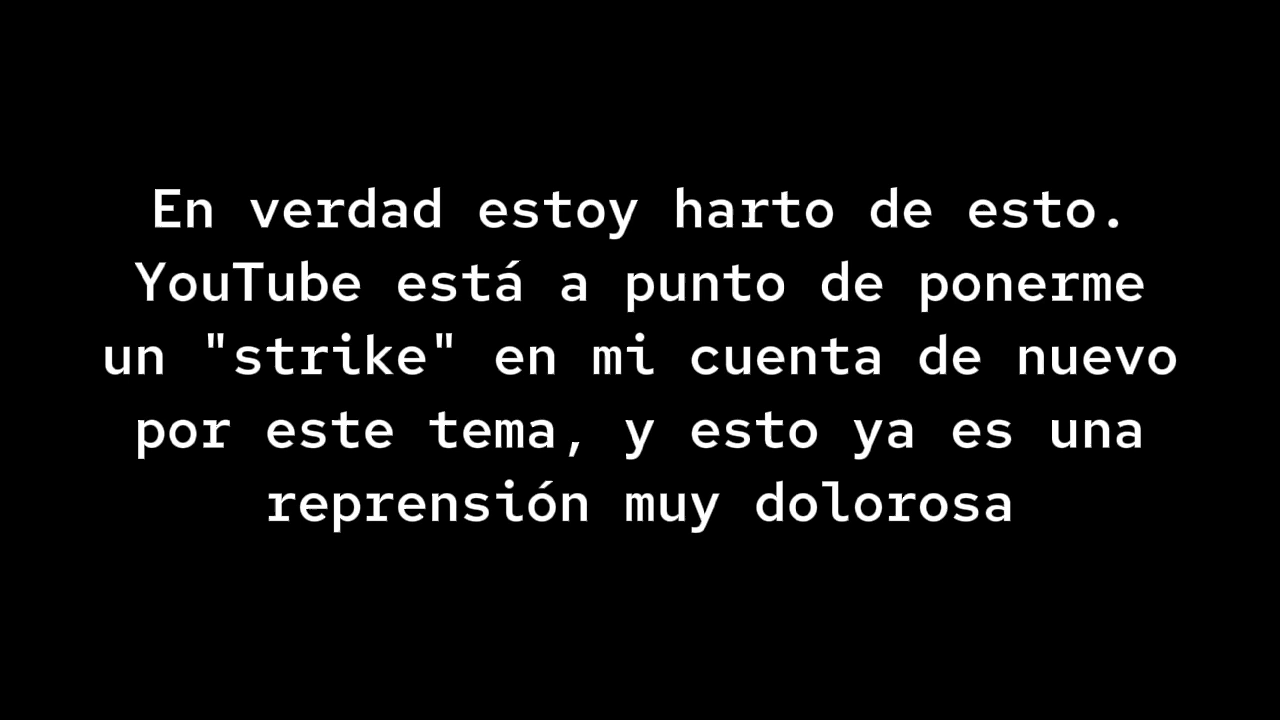 En verdad estoy harto de esto.
YouTube está a punto de ponerme
un "strike" en mi cuenta de nuevo
por este tema, y esto ya es una
reprensión muy dolorosa